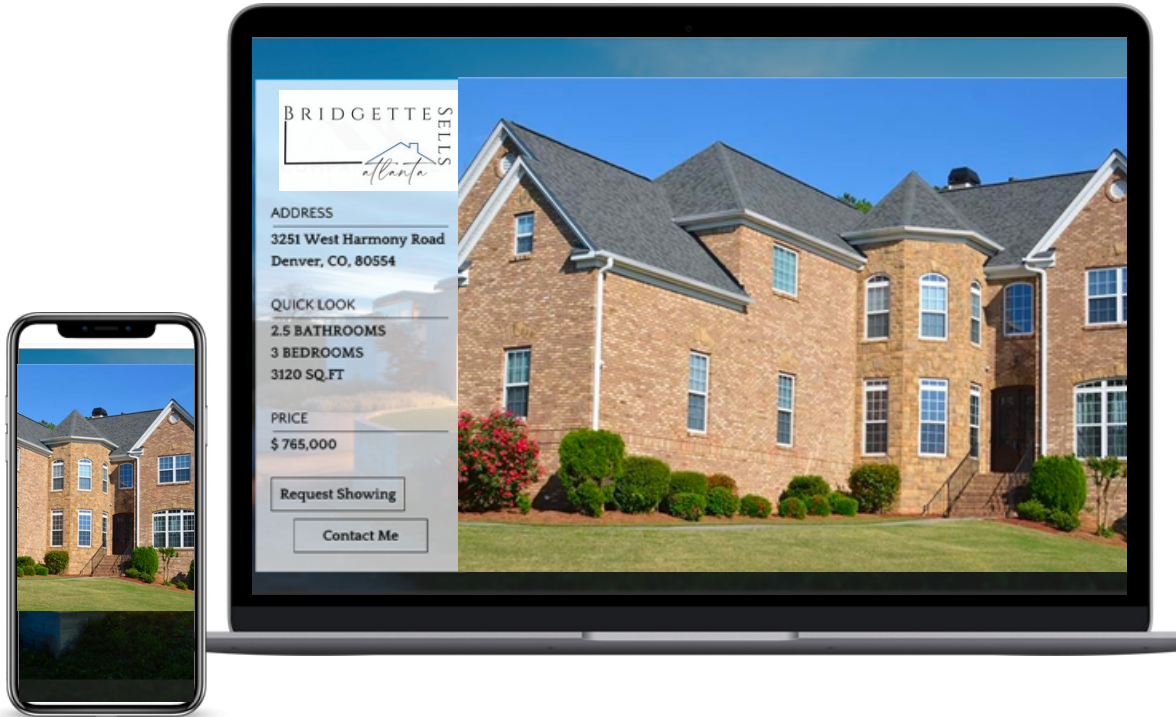 BRIDGETTE
SELLS
atlanta
ADDRESS
3251 West Harmony Road
Denver, CO, 80554
QUICK LOOK
2.5 BATHROOMS
3 BEDROOMS
3120 SQ.FT
PRICE
$ 765,000
Request Showing
Contact Me